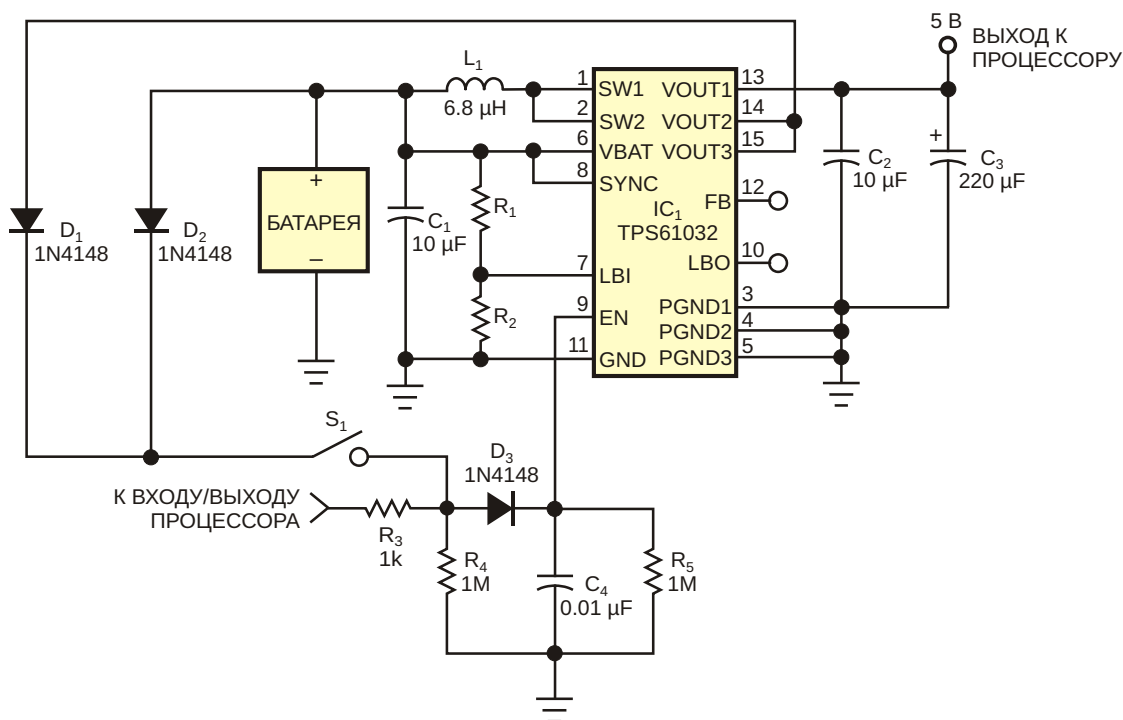 5 В
ВЫХОД К
ПРОЦЕССОРУ
L1
6.8 µH
1
SW1
VOUT1
13
2
SW2
VOUT2
14
6
VBAT
VOUT3
15
8
SYNC
FB
12
IC1
TPS61032
LBO
10
7
LBI
9
EN
PGND1
3
PGND2
4
11
GND
PGND3
5
+
C2
10 µF
C3
220 µF
D1
1N4148
D2
1N4148
+
БАТАРЕЯ
–
C1
10 µF
R1
R2
S1
D3
1N4148
К ВХОДУ/ВЫХОДУ
ПРОЦЕССОРА
R3
1k
R4
1M
C4
0.01 µF
R5
1M